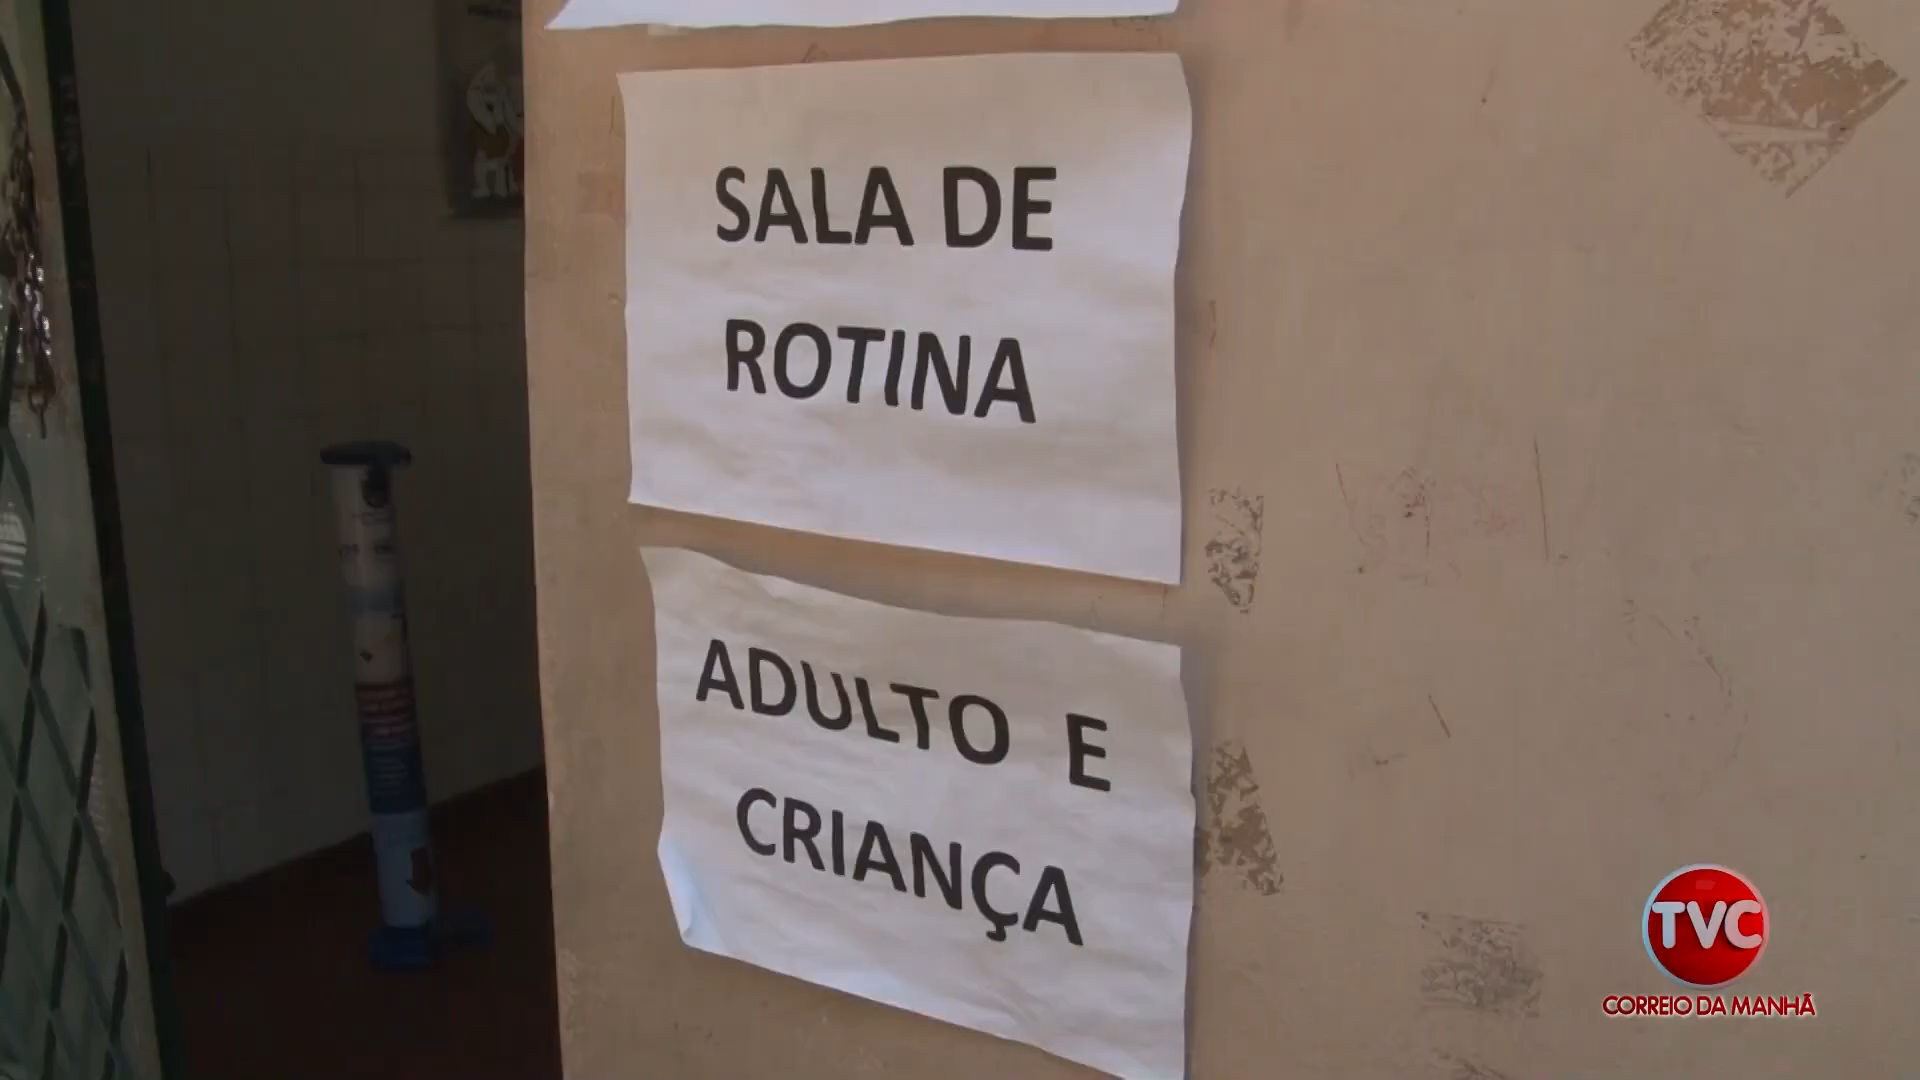 SALA DE
ROTINA
ADULTO E
CRIANÇA
TVC
CORREIO DA MANHÃ